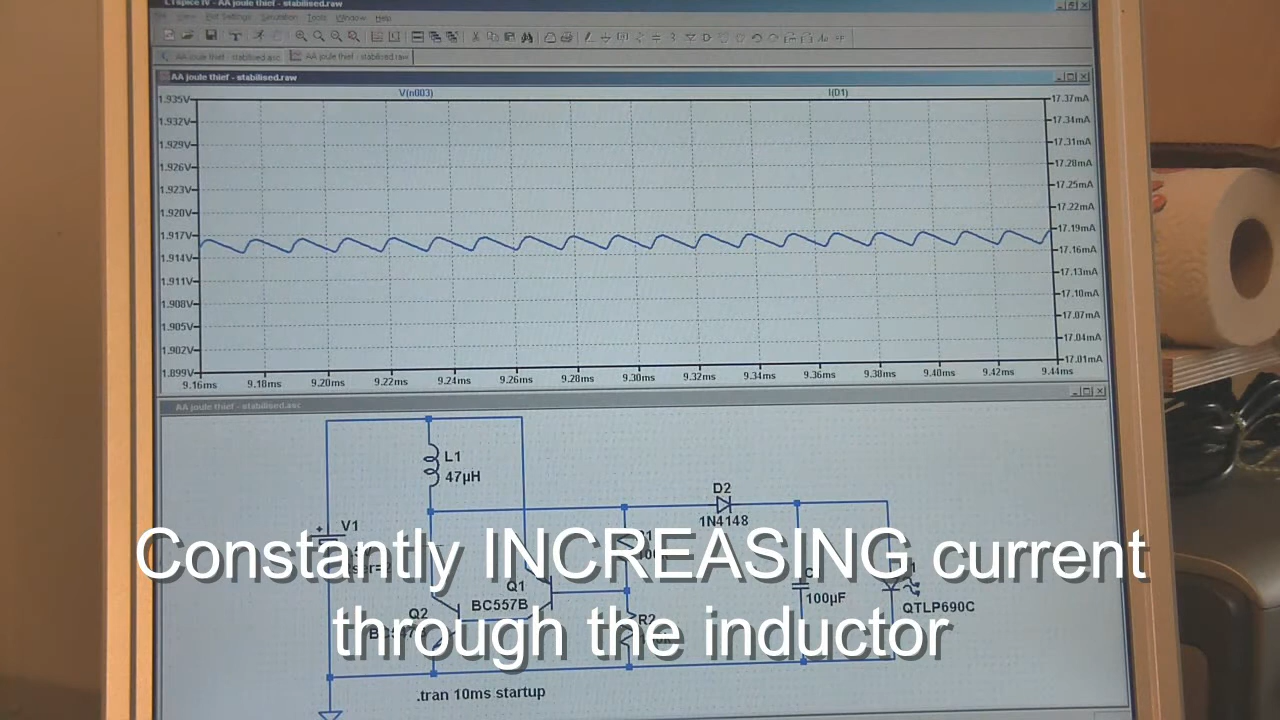 LTspice IV - AA joule thief - stabilised.raw
Plot Settings Simulation Tools Window Help
AA joule thief - stabilised.asc AA joule thief - stabilised.raw
AA joule thief - stabilised.raw
V(n003) I(D1)
1.935V 17.37mA
1.932V 17.34mA
1.929V 17.31mA
1.926V 17.28mA
1.923V 17.25mA
1.920V 17.22mA
1.917V 17.19mA
1.914V 17.16mA
1.911V 17.13mA
1.908V 17.10mA
1.905V 17.07mA
1.902V 17.04mA
1.899V 17.01mA
9.16ms 9.18ms 9.20ms 9.22ms 9.24ms 9.26ms 9.28ms 9.30ms 9.32ms 9.34ms 9.36ms 9.38ms 9.40ms 9.42ms 9.44ms
AA joule thief - stabilised.asc
L1
47µH
D2
1N4148
V1
Constantly INCREASING current
Q1
BC557B
100µF
QTLP690C
Q2
R2
through the inductor
.tran 10ms startup